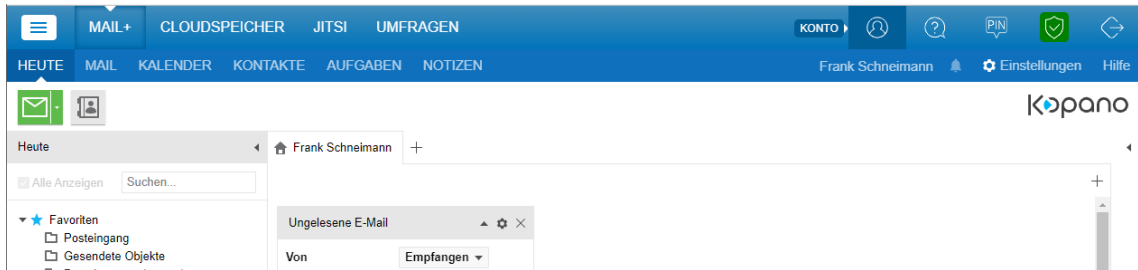 MAIL+ CLOUDSPEICHER JITSI UMFRAGEN KONTO PIN
HEUTE MAIL KALENDER KONTAKTE AUFGABEN NOTIZEN Frank Schneimann Einstellungen Hilfe
kopano
Heute Frank Schneimann
Alle Anzeigen Suchen...
Favoriten Ungelesene E-Mail
Posteingang
Gesendete Objekte Von Empfangen